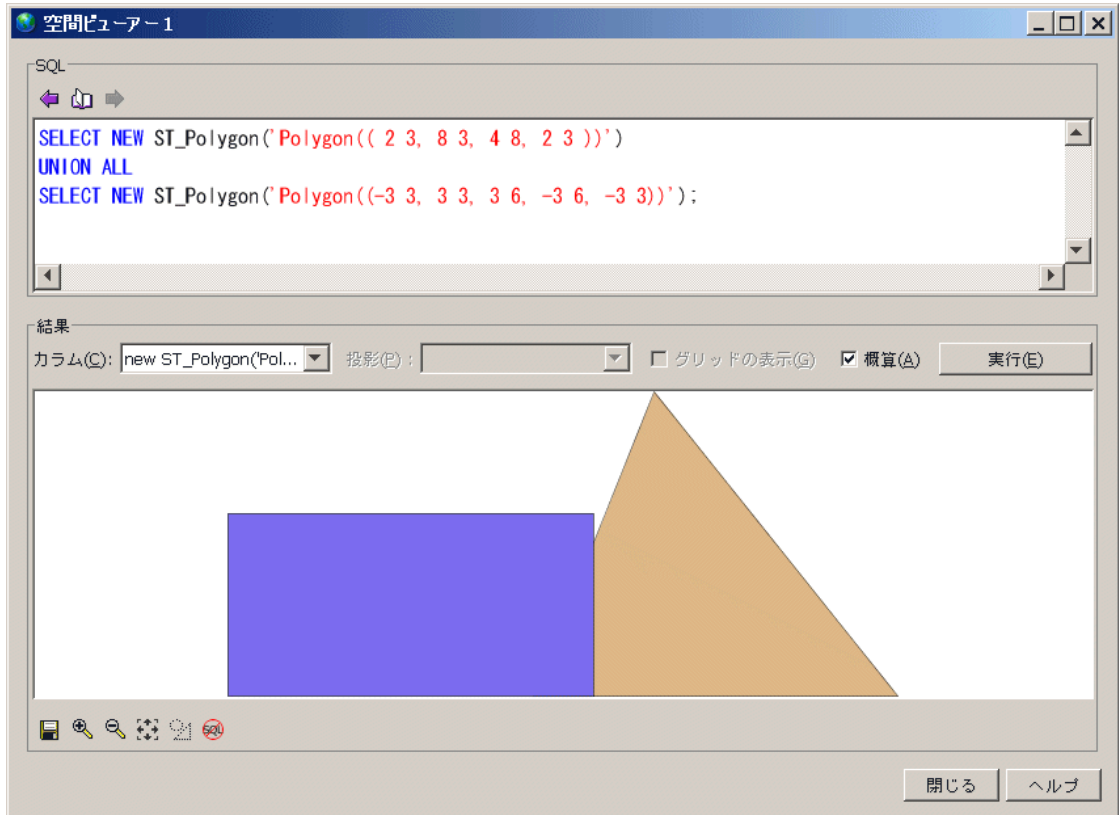 空間ビューアー 1
SQL
SELECT NEW ST_Polygon('Polygon(( 2 3, 8 3, 4 8, 2 3 ))')
UNION ALL
SELECT NEW ST_Polygon('Polygon((-3 3, 3 3, 3 6, -3 6, -3 3))');
結果
カラム(C): new ST_Polygon('Pol... 投影(P) : グリッドの表示(G) 概算(A) 実行(E)
SQL
閉じる ヘルプ